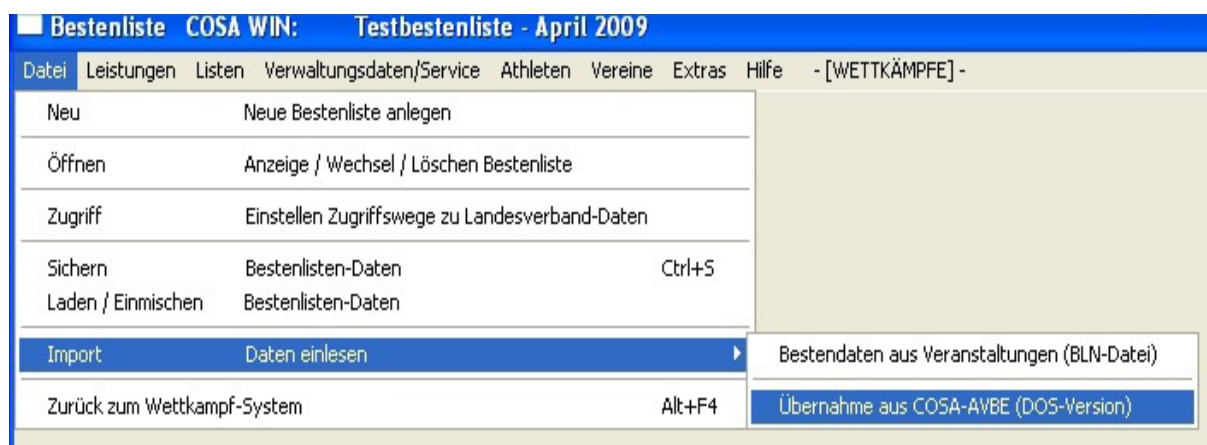 Bestenliste COSA WIN: Testbestenliste - April 2009
Datei Leistungen Listen Verwaltungsdaten/Service Athleten Vereine Extras Hilfe - [WETTKÄMPFE] -
Neu Neue Bestenliste anlegen
Öffnen Anzeige / Wechsel / Löschen Bestenliste
Zugriff Einstellen Zugriffswege zu Landesverband-Daten
Sichern Bestenlisten-Daten Ctrl+S
Laden / Einmischen Bestenlisten-Daten
Import Daten einlesen
Bestendaten aus Veranstaltungen (BLN-Datei)
Zurück zum Wettkampf-System Alt+F4
Übernahme aus COSA-AVBE (DOS-Version)